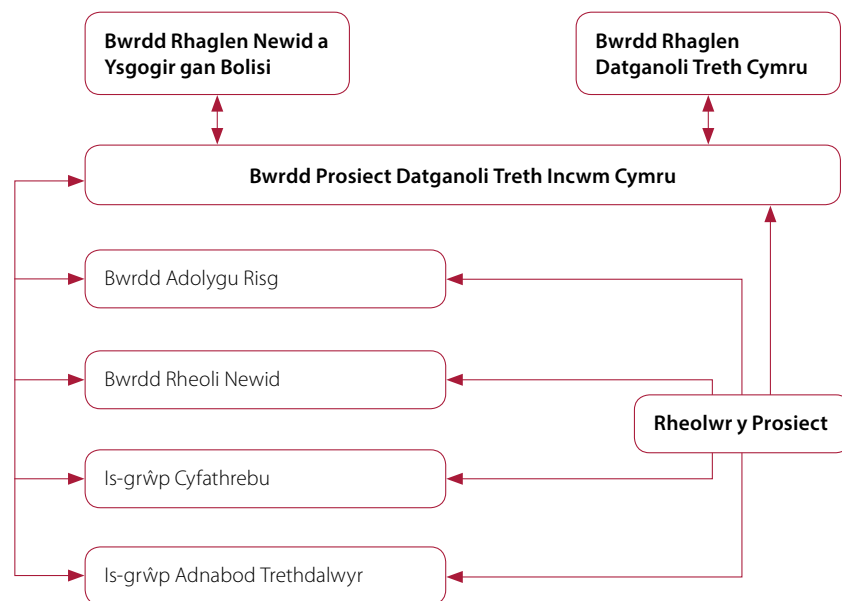 Bwrdd Rhaglen Newid a
Ysgogir gan Bolisi
Bwrdd Rhaglen
Datganoli Treth Cymru
Bwrdd Prosiect Datganoli Treth Incwm Cymru
Bwrdd Adolygu Risg
Bwrdd Rheoli Newid
Rheolwr y Prosiect
Is-grŵp Cyfathrebu
Is-grŵp Adnabod Trethdalwyr